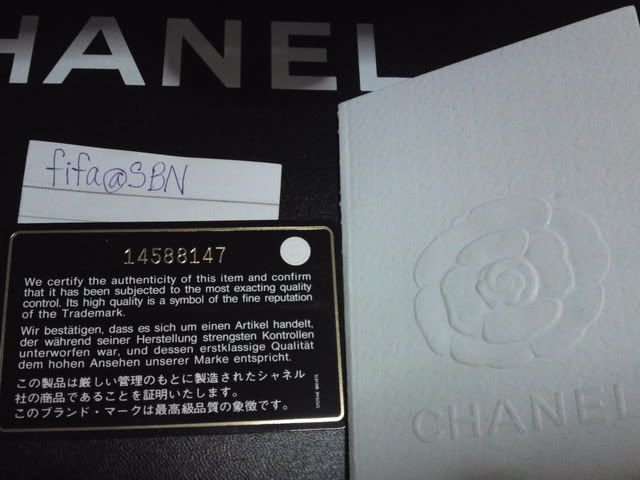 CHANEL
fifa@SBN
14588147
We certify the authenticity of this item and confirm
that it has been subjected to the most exacting quality
control. Its high quality is a symbol of the fine reputation
of the Trademark.
Wir bestätigen, dass es sich um einen Artikel handelt,
der während seiner Herstellung strengsten Kontrollen
unterworfen war, und dessen erstklassige Qualität
dem hohen Ansehen unserer Marke entspricht.
この製品は厳しい管理のもとに製造されたシャネル
社の商品であることを証明いたします。
このブランド・マークは最高級品質の象徴です。
CHANEL